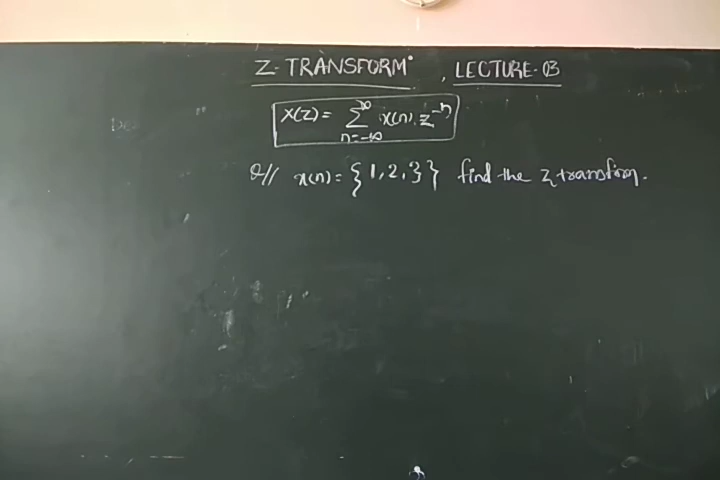 Z-TRANSFORM, LECTURE-03
X(Z) = ∑ n=-∞ ∞ x(n). z^-n
Q// x(n) = {1, 2, 3} find the Z transform.